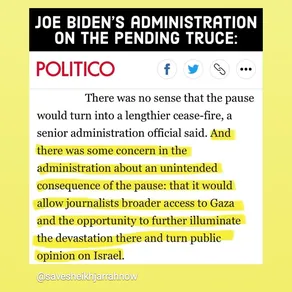 JOE BIDEN'S ADMINISTRATION
ON THE PENDING TRUCE:
POLITICO
There was no sense that the pause
would turn into a lengthier cease-fire, a
senior administration official said. And
there was some concern in the
administration about an unintended
consequence of the pause: that it would
allow journalists broader access to Gaza
and the opportunity to further illuminate
the devastation there and turn public
opinion on Israel.
@savesheikhjarrahnow